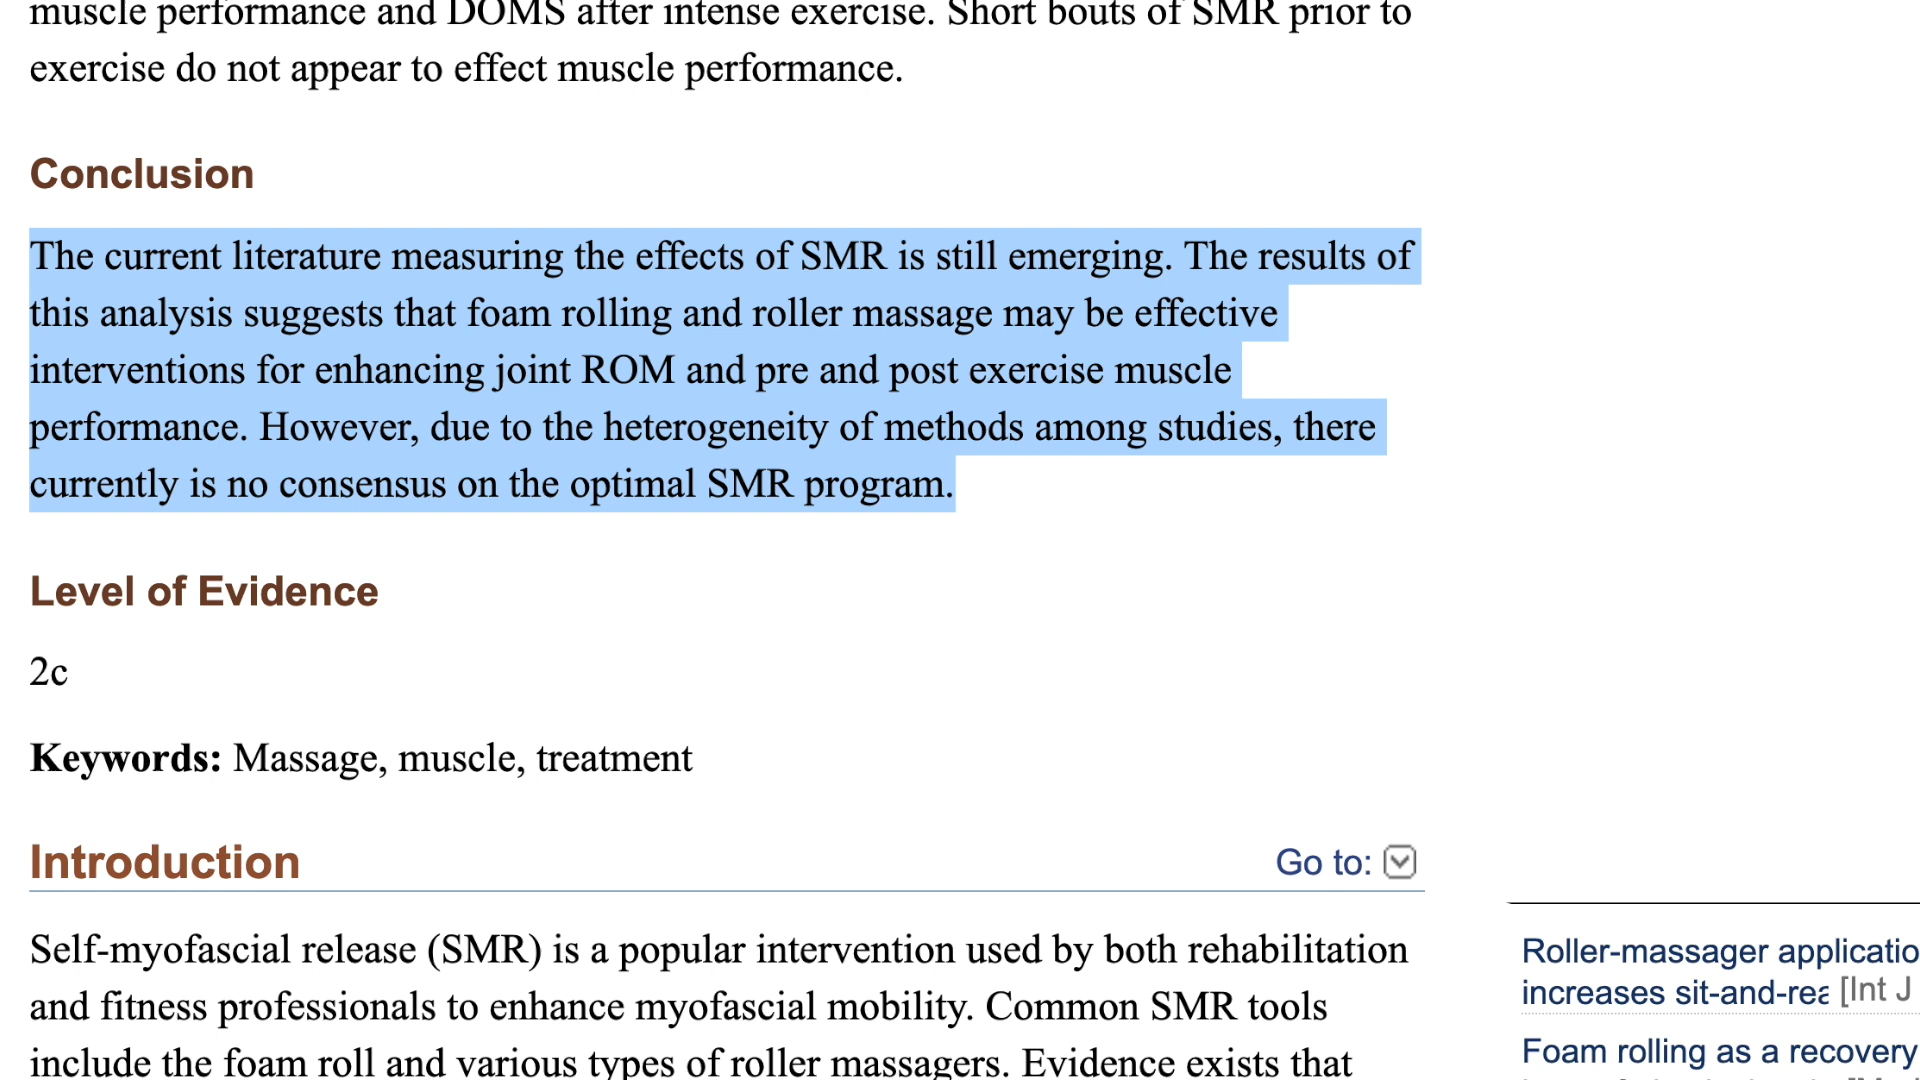 muscle performance and DOMS after intense exercise. Short bouts of SMR prior to
exercise do not appear to effect muscle performance.
Conclusion
The current literature measuring the effects of SMR is still emerging. The results of
this analysis suggests that foam rolling and roller massage may be effective
interventions for enhancing joint ROM and pre and post exercise muscle
performance. However, due to the heterogeneity of methods among studies, there
currently is no consensus on the optimal SMR program.
Level of Evidence
2c
Keywords: Massage, muscle, treatment
Introduction
Go to:
Self-myofascial release (SMR) is a popular intervention used by both rehabilitation
and fitness professionals to enhance myofascial mobility. Common SMR tools
include the foam roll and various types of roller massagers. Evidence exists that
Roller-massager applicatio
increases sit-and-rea [Int J
Foam rolling as a recovery